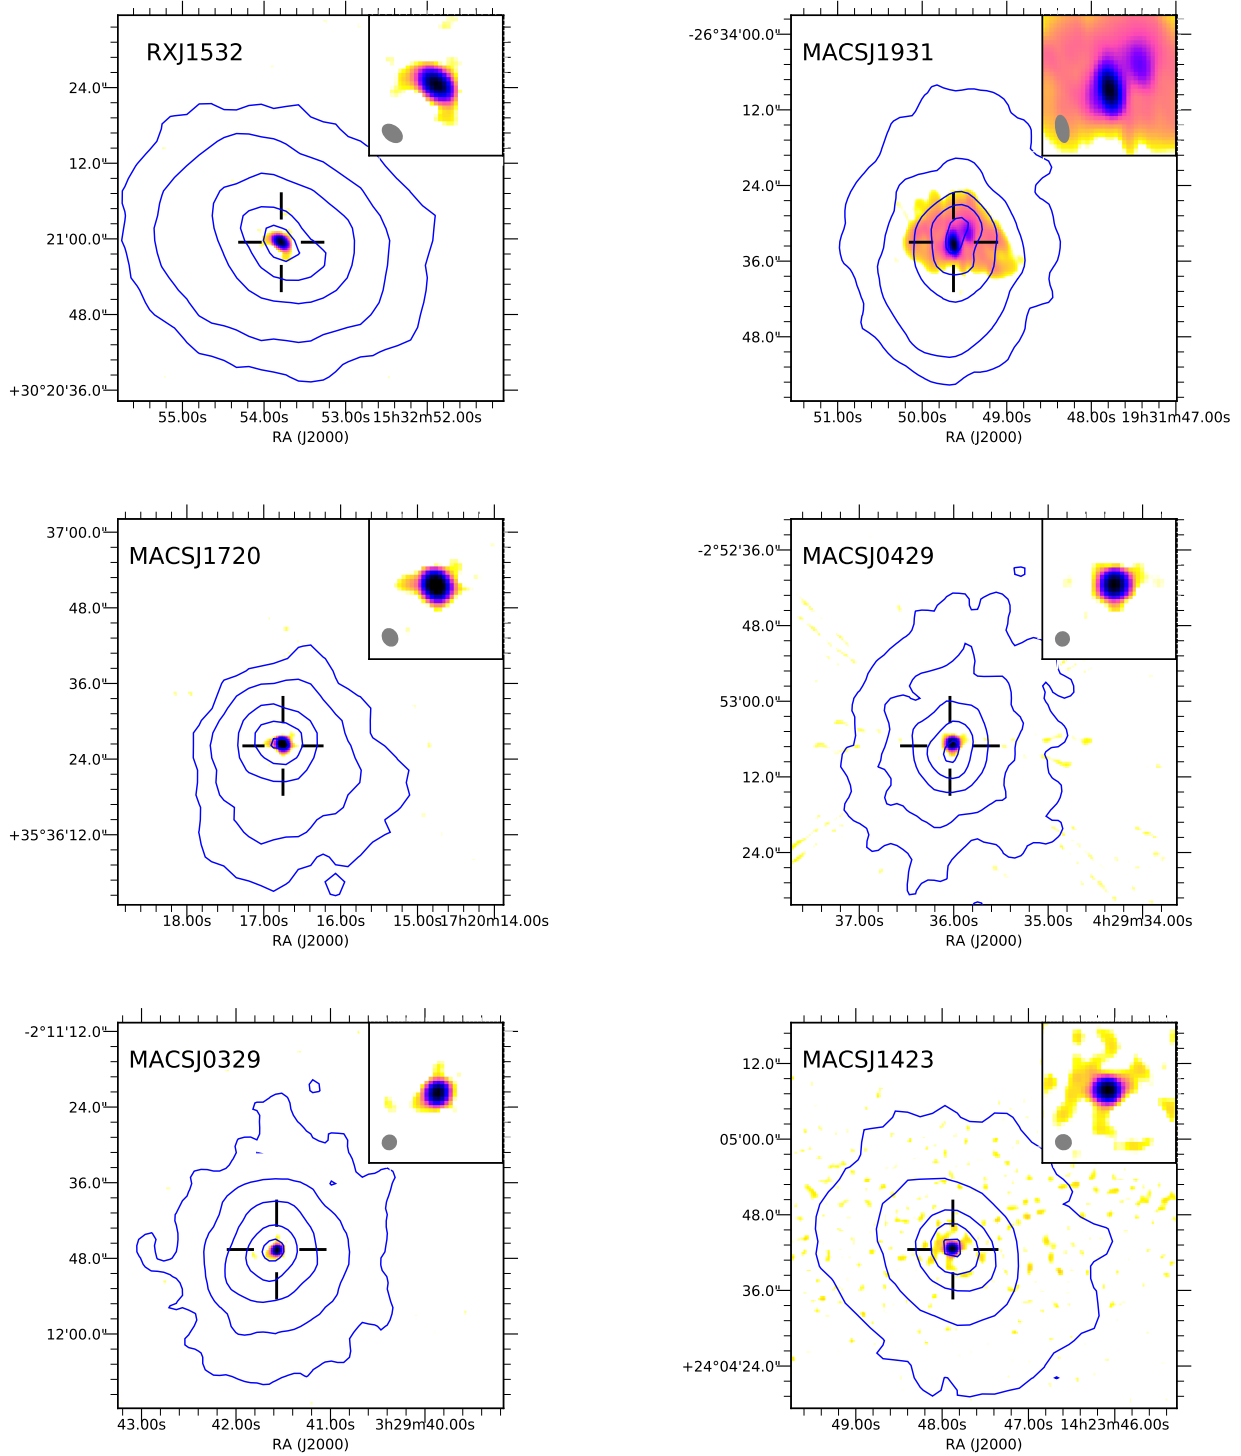 RXJ1532
24.0"
12.0"
21'00.0"
48.0"
+30°20'36.0"
55.00s 54.00s 53.00s 15h32m52.00s
RA (J2000)
MACSJ1931
-26°34'00.0"
12.0"
24.0"
36.0"
48.0"
51.00s 50.00s 49.00s 48.00s 19h31m47.00s
RA (J2000)
MACSJ1720
37'00.0"
48.0"
36.0"
24.0"
+35°36'12.0"
18.00s 17.00s 16.00s 15.00s 17h20m14.00s
RA (J2000)
MACSJ0429
-2°52'36.0"
48.0"
53'00.0"
12.0"
24.0"
37.00s 36.00s 35.00s 4h29m34.00s
RA (J2000)
MACSJ0329
-2°11'12.0"
24.0"
36.0"
48.0"
12'00.0"
43.00s 42.00s 41.00s 3h29m40.00s
RA (J2000)
MACSJ1423
12.0"
05'00.0"
48.0"
36.0"
+24°04'24.0"
49.00s 48.00s 47.00s 14h23m46.00s
RA (J2000)